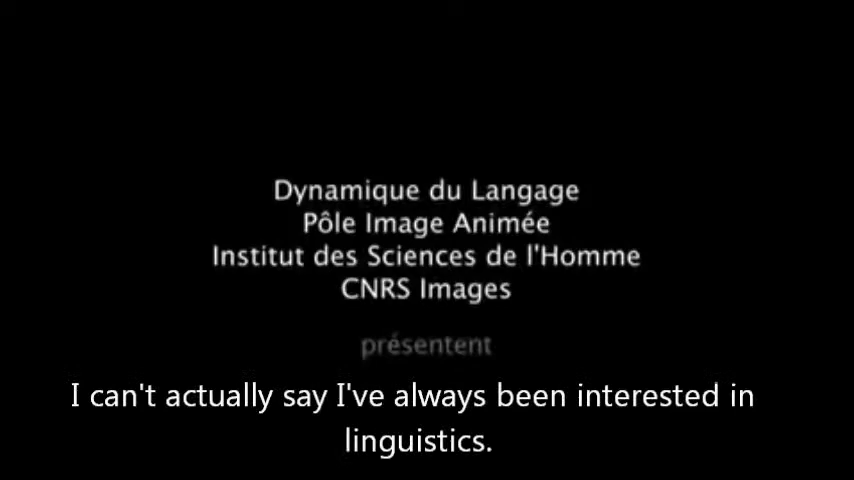 Dynamique du Langage
Pôle Image Animée
Institut des Sciences de l'Homme
CNRS Images
présentent
I can't actually say I've always been interested in
linguistics.